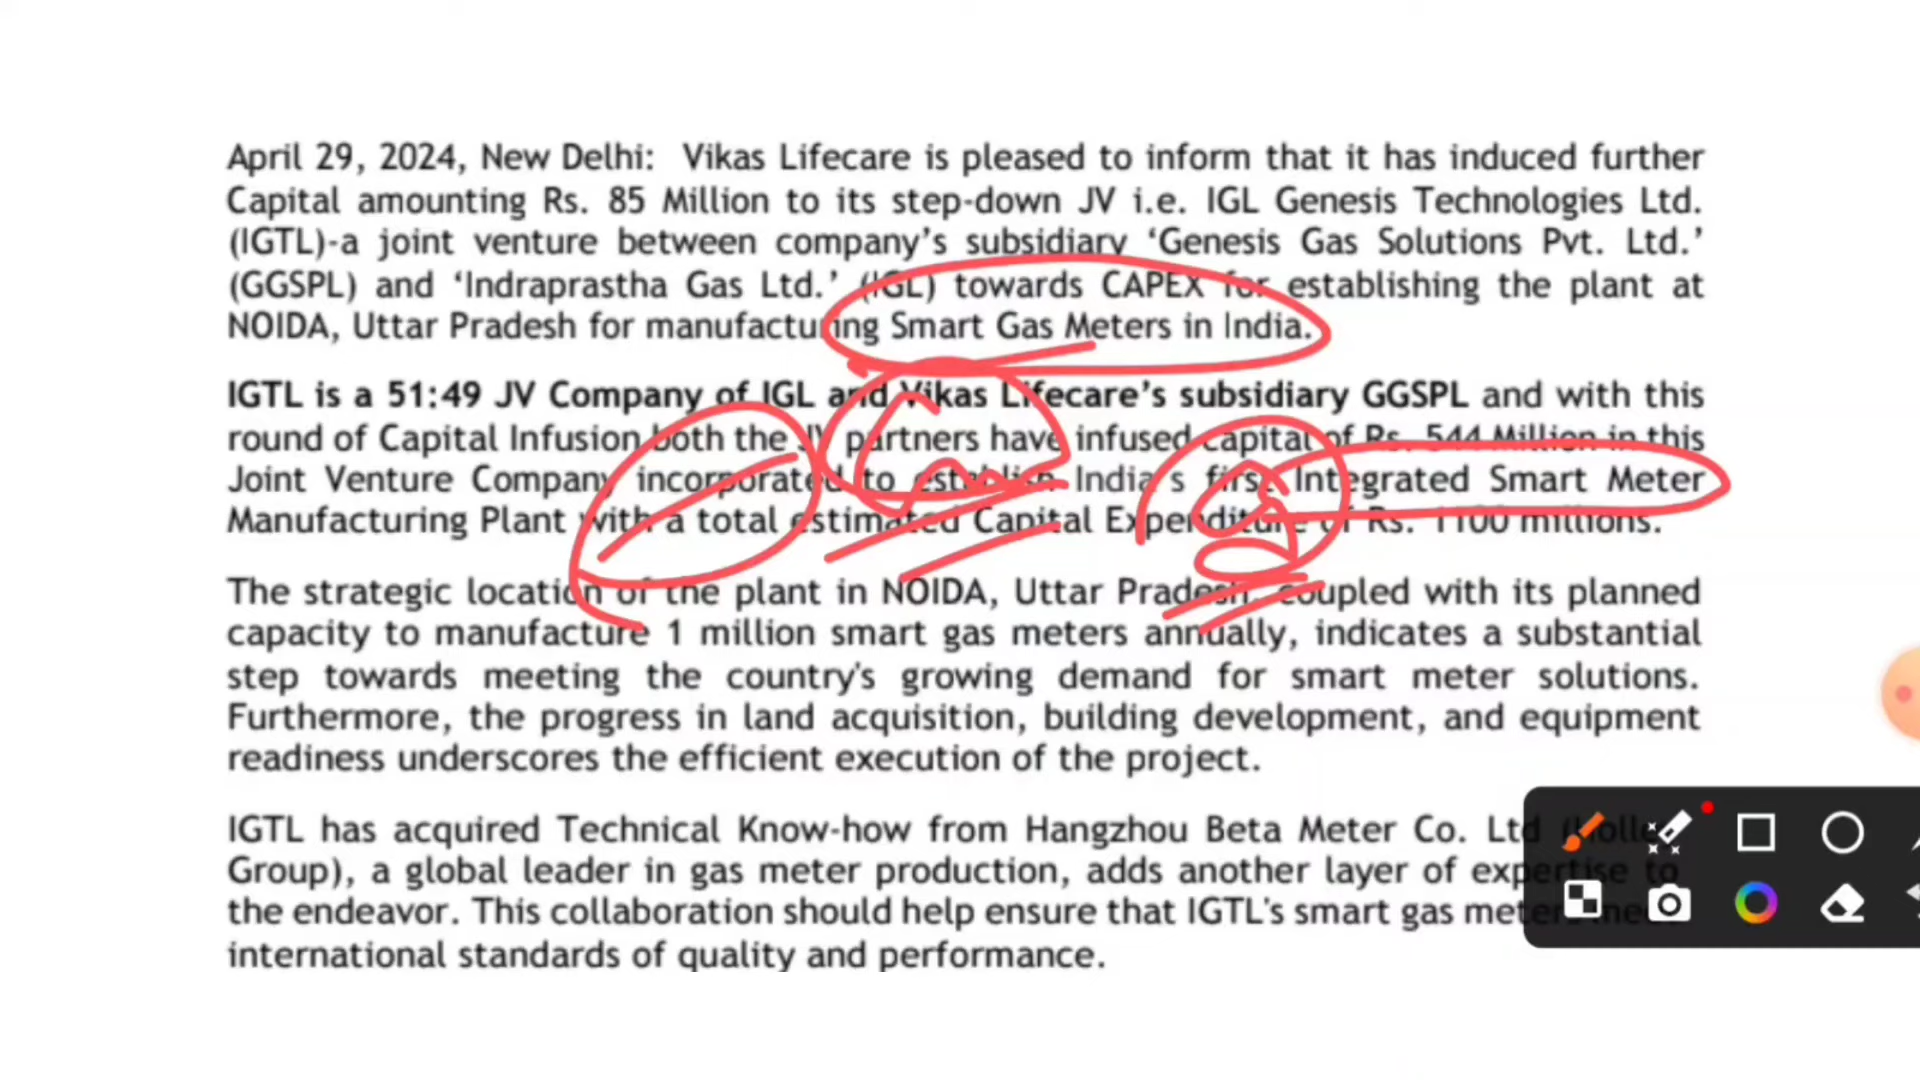 April 29, 2024, New Delhi: Vikas Lifecare is pleased to inform that it has induced further
Capital amounting Rs. 85 Million to its step-down JV i.e. IGL Genesis Technologies Ltd.
(IGTL)-a joint venture between company's subsidiary 'Genesis Gas Solutions Pvt. Ltd.'
(GGSPL) and 'Indraprastha Gas Ltd.' (IGL) towards CAPEX for establishing the plant at
NOIDA, Uttar Pradesh for manufacturing Smart Gas Meters in India.
IGTL is a 51:49 JV Company of IGL and Vikas Lifecare's subsidiary GGSPL and with this
round of Capital Infusion both the JV partners have infused capital of Rs. 544 Million in this
Joint Venture Company incorporated to establish India's first Integrated Smart Meter
Manufacturing Plant with a total estimated Capital Expenditure of Rs. 1100 millions.
The strategic location of the plant in NOIDA, Uttar Pradesh, coupled with its planned
capacity to manufacture 1 million smart gas meters annually, indicates a substantial
step towards meeting the country's growing demand for smart meter solutions.
Furthermore, the progress in land acquisition, building development, and equipment
readiness underscores the efficient execution of the project.
IGTL has acquired Technical Know-how from Hangzhou Beta Meter Co. Ltd
Group), a global leader in gas meter production, adds another layer of expertise to
the endeavor. This collaboration should help ensure that IGTL's smart gas meters meet
international standards of quality and performance.